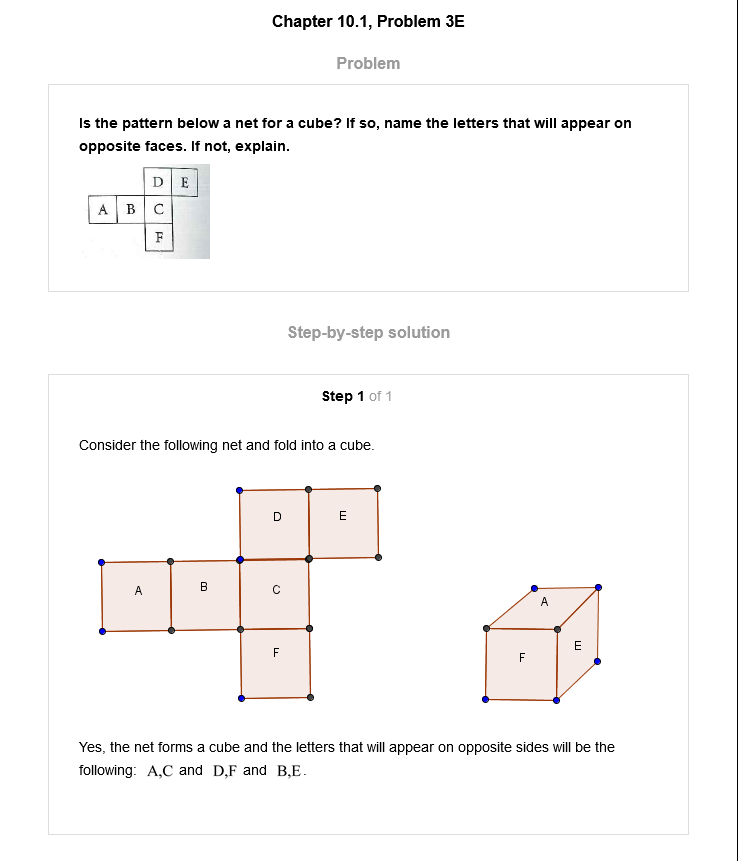 Chapter 10.1, Problem 3E
Problem
Is the pattern below a net for a cube? If so, name the letters that will appear on
opposite faces. If not, explain.
D E
A B C
F
Step-by-step solution
Step 1 of 1
Consider the following net and fold into a cube.
D E
A B C
F
A
F E
Yes, the net forms a cube and the letters that will appear on opposite sides will be the
following: A,C and D,F and B,E.